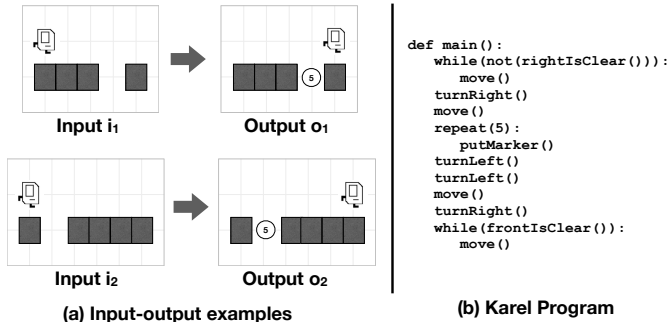 5
Input i1
Output o1
5
Input i2
Output o2
(a) Input-output examples
def main():
while(not(rightIsClear())):
move()
turnRight()
move()
repeat(5):
putMarker()
turnLeft()
turnLeft()
move()
turnRight()
while(frontIsClear()):
move()
(b) Karel Program